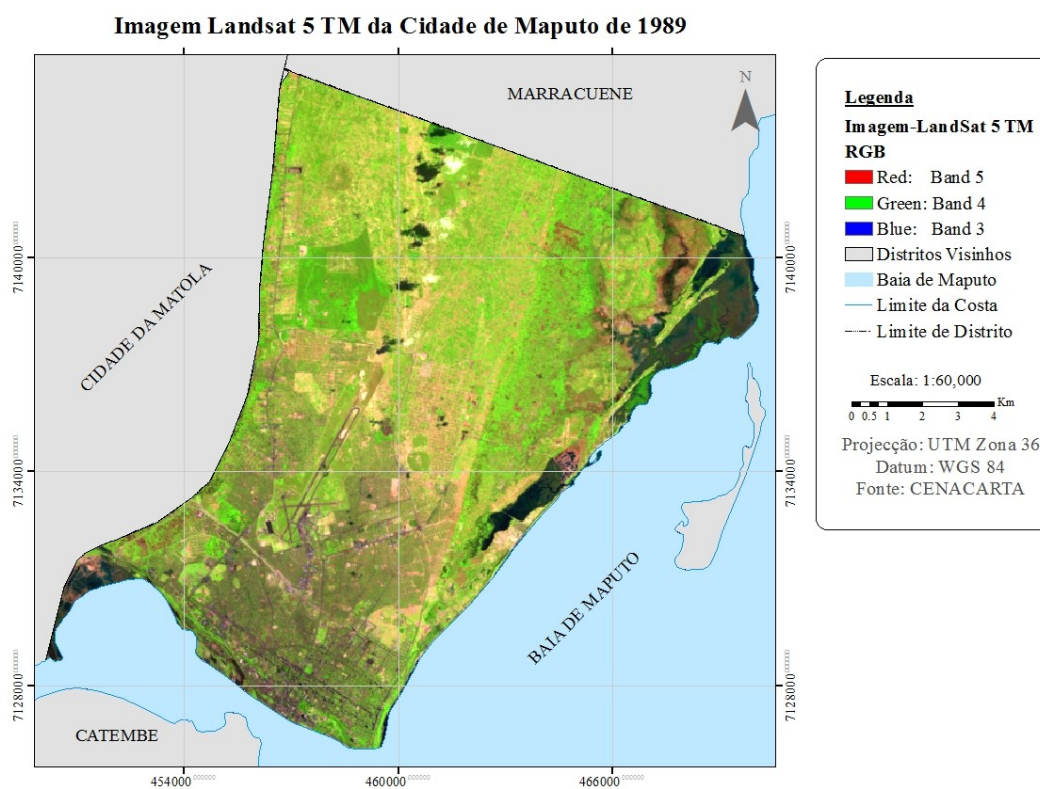 Imagem Landsat 5 TM da Cidade de Maputo de 1989
MARRACUENE
N
CIDADE DA MATOLA
BAIA DE MAPUTO
CATEMBE
7140000
7134000
7128000
7140000
7134000
7128000
454000
460000
466000
Legenda
Imagem-LandSat 5 TM
RGB
Red: Band 5
Green: Band 4
Blue: Band 3
Distritos Visinhos
Baia de Maputo
Limite da Costa
Limite de Distrito
Escala: 1:60,000
Km
0 0.5 1 2 3 4
Projecção: UTM Zona 36
Datum: WGS 84
Fonte: CENACARTA